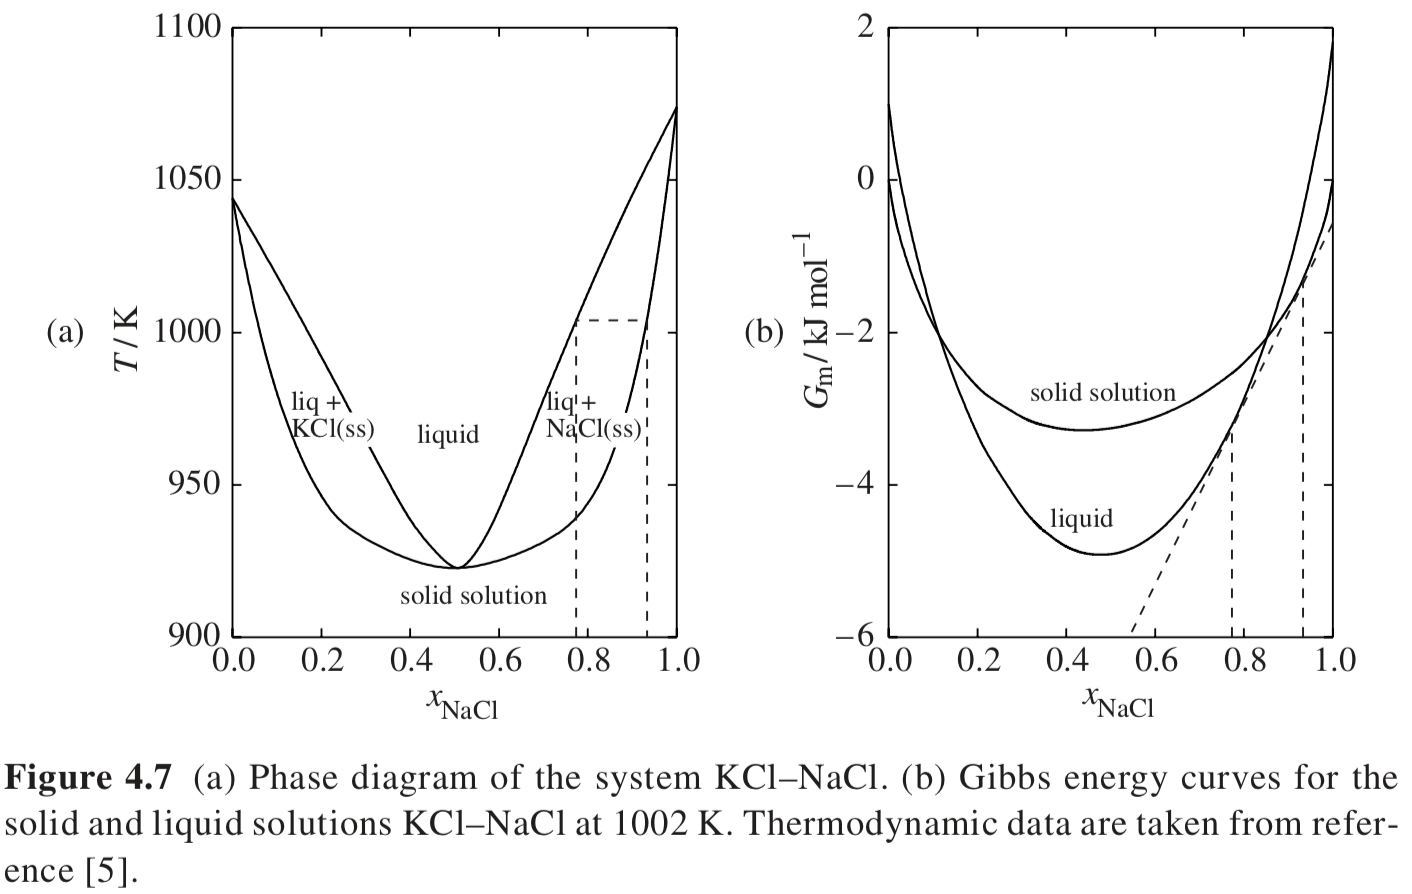 1100
1050
1000
950
900
(a)
T / K
liq +
KCl(ss)
liquid
liq +
NaCl(ss)
solid solution
0.0 0.2 0.4 0.6 0.8 1.0
xNaCl
2
0
−2
−4
−6
(b)
Gm / kJ mol−1
solid solution
liquid
0.0 0.2 0.4 0.6 0.8 1.0
xNaCl
Figure 4.7 (a) Phase diagram of the system KCl–NaCl. (b) Gibbs energy curves for the
solid and liquid solutions KCl–NaCl at 1002 K. Thermodynamic data are taken from refer-
ence [5].